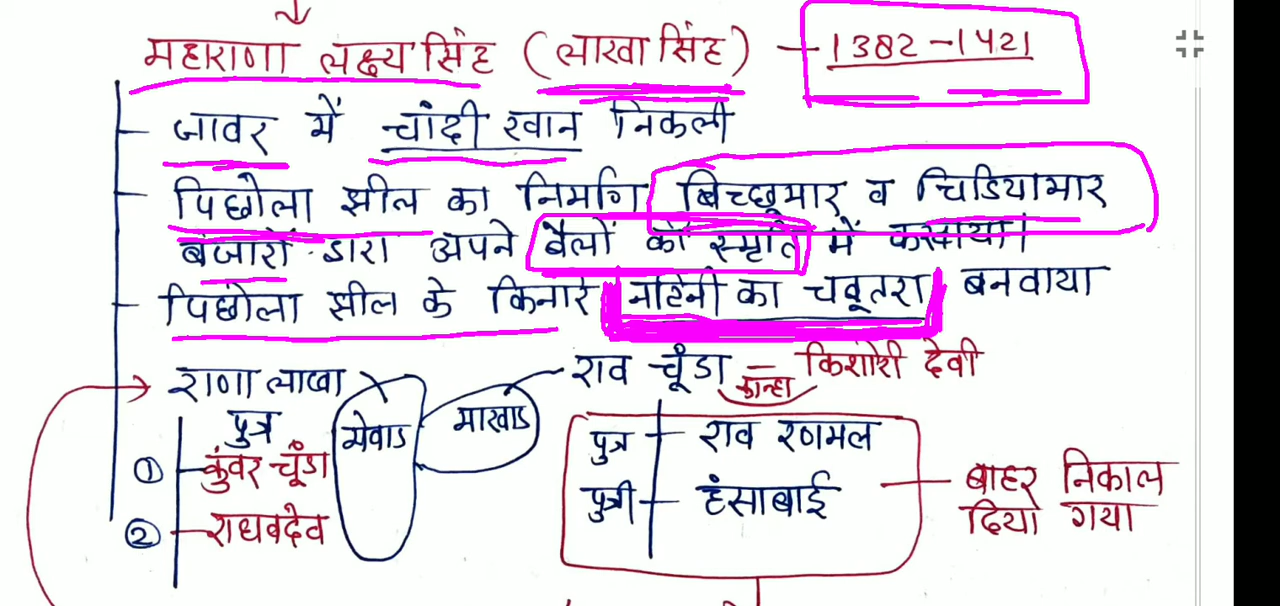 महाराणा लक्ष्य सिंह (लाखा सिंह) — 1382-1421
जावर में चांदी खान निकली
पिछोला झील का निर्माण बिच्छूमार व चिडियामार
बंजारों द्वारा अपने बैलों की स्मृति में करवाया।
पिछोला झील के किनारे नटिनी का चबूतरा बनवाया
राणा लाखा मेवाड मारवाड राव चूँडा — किशोरी देवी
कान्हा
पुत्र
① कुंवर चूँडा
② राघवदेव
पुत्र — राव रणमल
पुत्री — हंसाबाई
बाहर निकाल
दिया गया